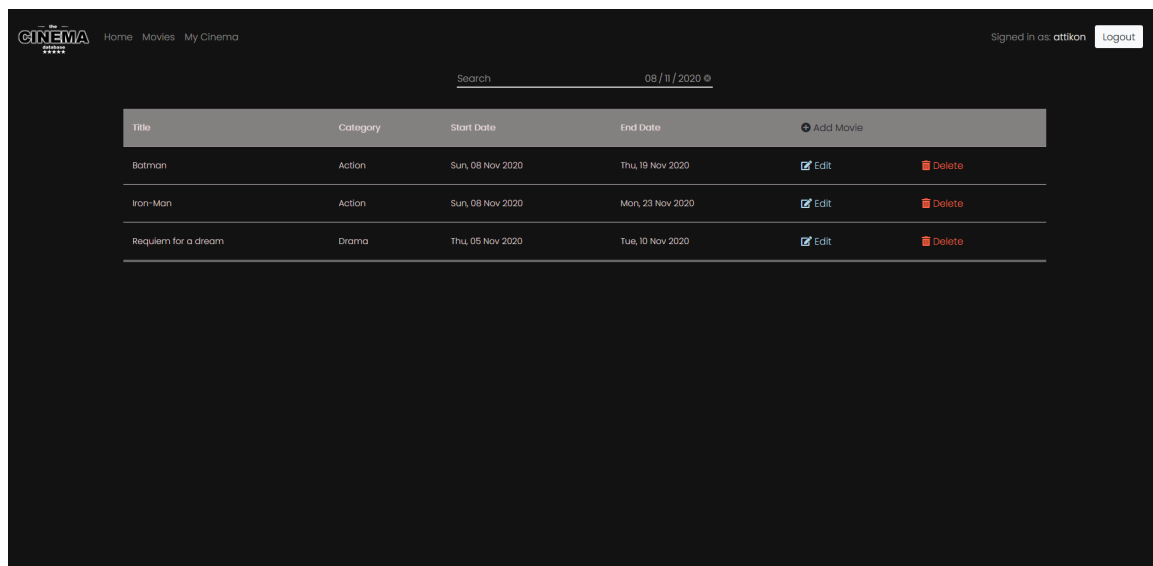 the
CINEMA
database
Home Movies My Cinema
Signed in as: attikon Logout
Search 08 / 11 / 2020
Title Category Start Date End Date Add Movie
Batman Action Sun, 08 Nov 2020 Thu, 19 Nov 2020 Edit Delete
Iron-Man Action Sun, 08 Nov 2020 Mon, 23 Nov 2020 Edit Delete
Requiem for a dream Drama Thu, 05 Nov 2020 Tue, 10 Nov 2020 Edit Delete